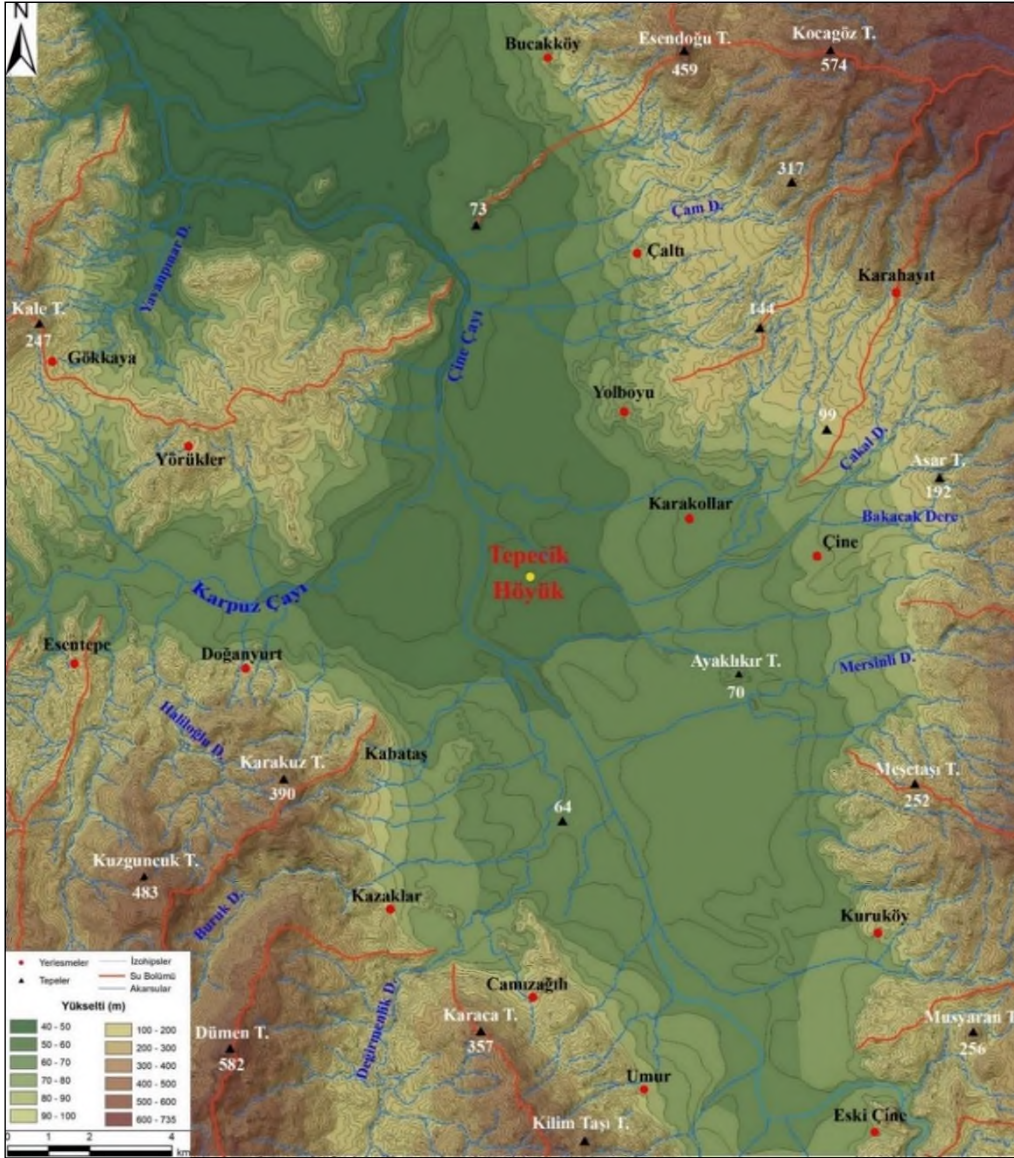 N
Bucakköy
Esendoğu T.
459
Kocagöz T.
574
317
73
Çam D.
Çaltı
Yavanpınar D.
Karahayıt
Kale T.
247
144
Gökkaya
Çine Çayı
Yolboyu
99
Yörükler
Çakal D.
Asar T.
192
Karakollar
Bakacak Dere
Çine
Tepecik
Höyük
Karpuz Çayı
Esentepe
Doğanyurt
Ayaklıkır T.
70
Mersinli D.
Haliloğlu D.
Kabataş
Karakuz T.
390
Meşetaşı T.
252
64
Kuzguncuk T.
483
Kazaklar
Buruk D.
Kuruköy
Camızağılı
Değirmenlik D.
Karaca T.
357
Musyaran T
256
Dümen T.
582
Umur
Kilim Taşı T.
Eski Çine
Yerleşmeler
İzohipsler
Tepeler
Su Bölümü
Akarsular
Yükselti (m)
40 - 50
100 - 200
50 - 60
200 - 300
60 - 70
300 - 400
70 - 80
400 - 500
80 - 90
500 - 600
90 - 100
600 - 735
0 1 2 4
km